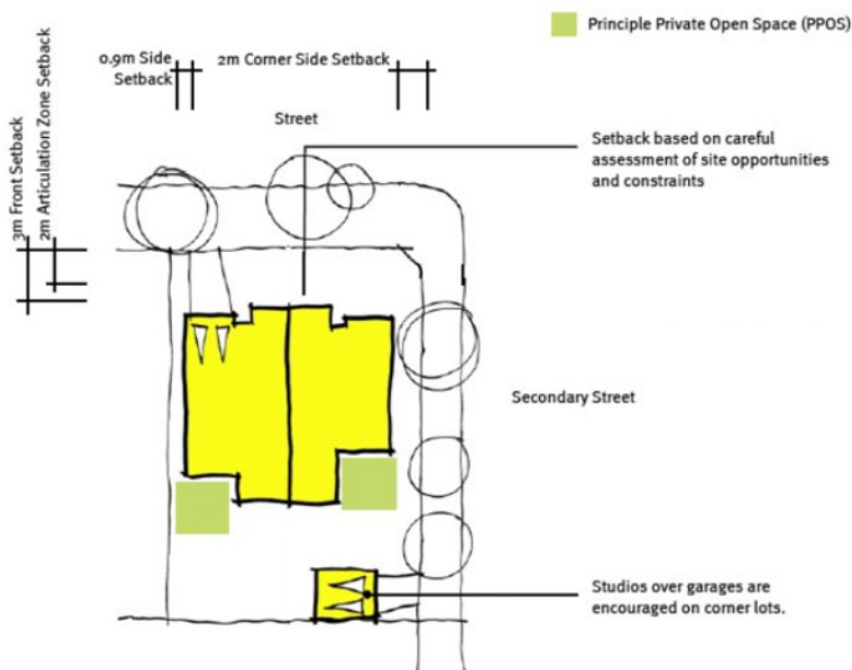 Principle Private Open Space (PPOS)
0.9m Side
Setback
2m Corner Side Setback
3m Front Setback
2m Articulation Zone Setback
Street
Setback based on careful
assessment of site opportunities
and constraints
Secondary Street
Studios over garages are
encouraged on corner lots.